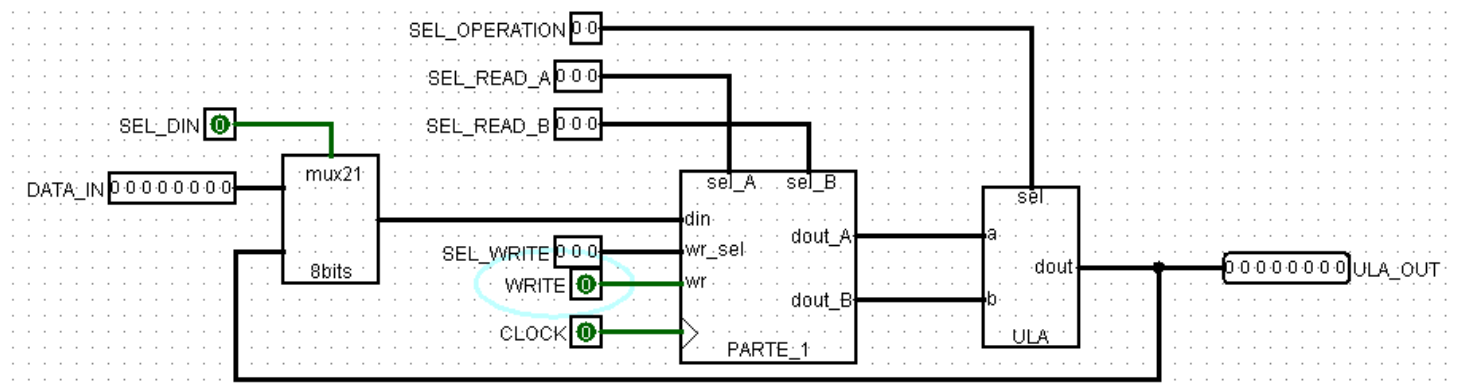 SEL_OPERATION 0 0
SEL_READ_A 0 0 0
SEL_DIN 0
SEL_READ_B 0 0 0
mux21
sel_A sel_B
DATA_IN 0 0 0 0 0 0 0 0
sel
din
dout_A
a
SEL_WRITE 0 0 0
wr_sel
8bits
dout
0 0 0 0 0 0 0 0 ULA_OUT
WRITE 0
wr
dout_B
b
CLOCK 0
PARTE_1
ULA